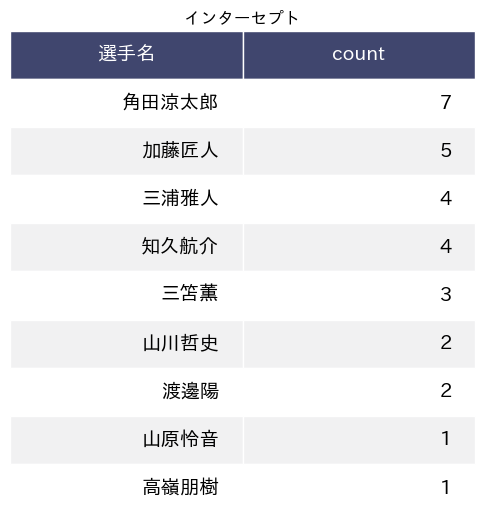 インターセプト
選手名 count
角田涼太郎 7
加藤匠人 5
三浦雅人 4
知久航介 4
三笘薫 3
山川哲史 2
渡邊陽 2
山原怜音 1
高嶺朋樹 1